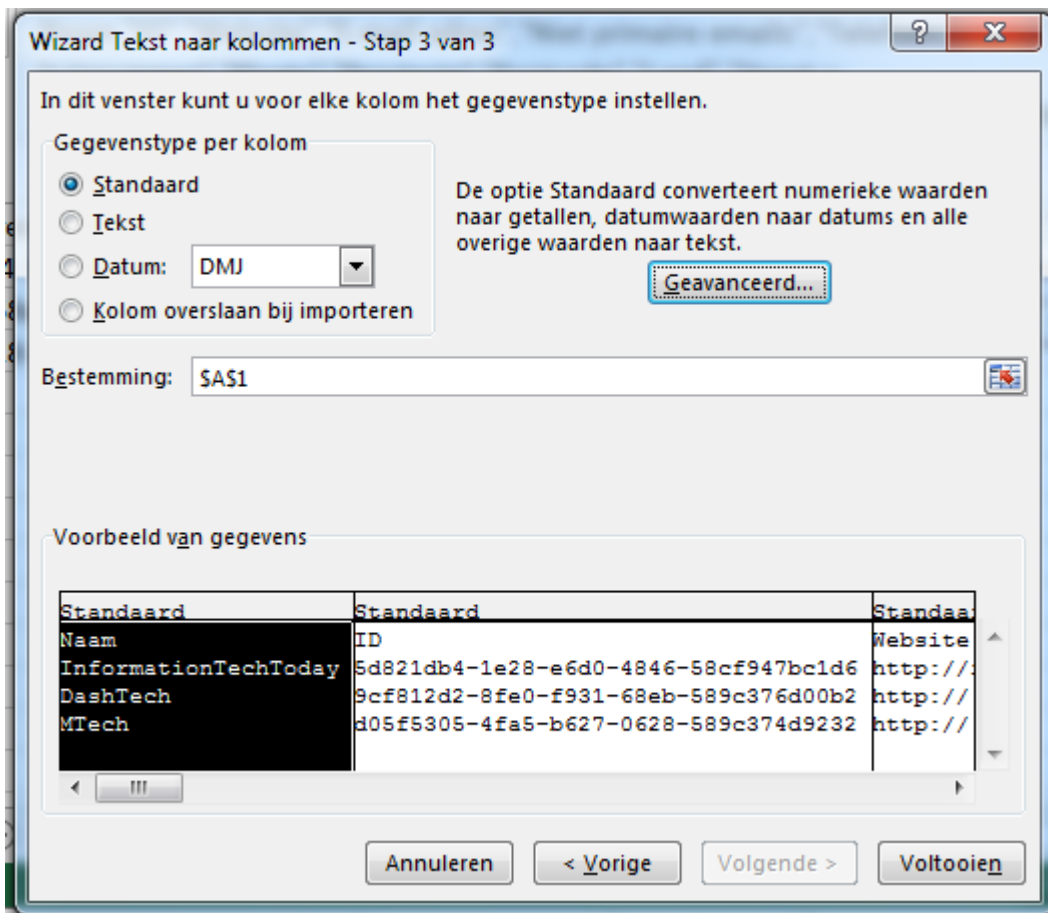 Wizard Tekst naar kolommen - Stap 3 van 3
In dit venster kunt u voor elke kolom het gegevenstype instellen.
Gegevenstype per kolom
Standaard
Tekst
Datum: DMJ
Kolom overslaan bij importeren
De optie Standaard converteert numerieke waarden
naar getallen, datumwaarden naar datums en alle
overige waarden naar tekst.
Geavanceerd...
Bestemming: $A$1
Voorbeeld van gegevens
Standaard Standaard Standaa
Naam ID Website
InformationTechToday 5d821db4-1e28-e6d0-4846-58cf947bc1d6 http://
DashTech 9cf812d2-8fe0-f931-68eb-589c376d00b2 http://
MTech d05f5305-4fa5-b627-0628-589c374d9232 http://
Annuleren < Vorige Volgende > Voltooien